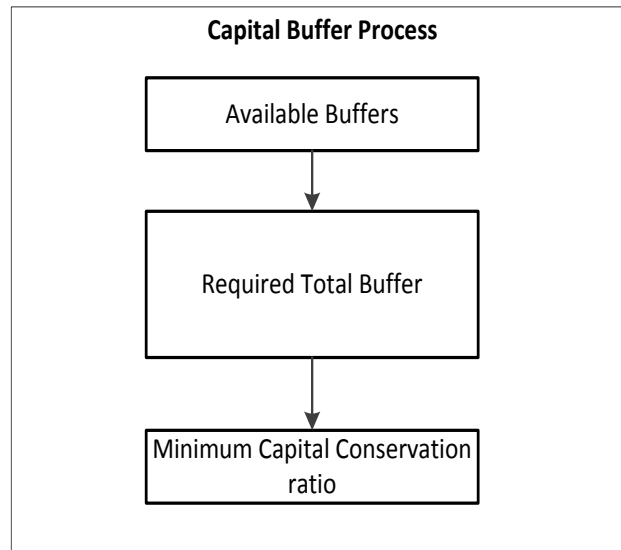 Capital Buffer Process
Available Buffers
Required Total Buffer
Minimum Capital Conservation
ratio